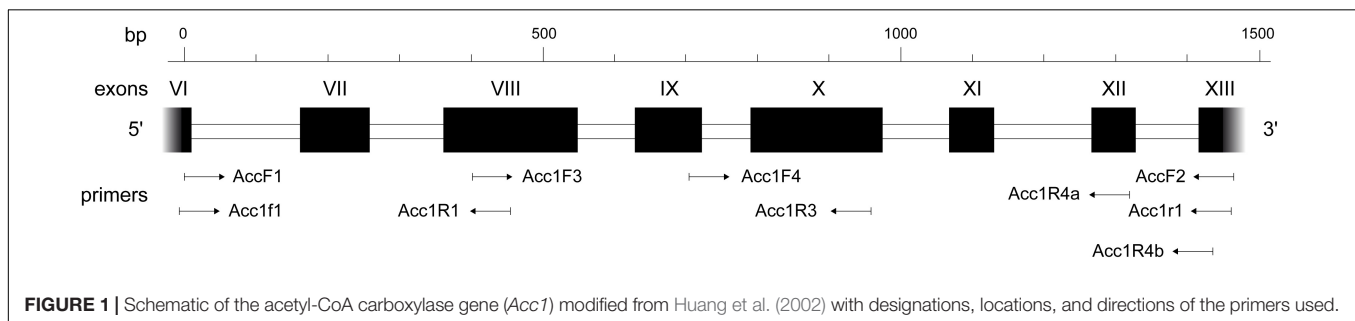 bp 0 500 1000 1500
exons VI VII VIII IX X XI XII XIII
5' 3'
primers
AccF1 Acc1F3 Acc1F4 AccF2
Acc1R4a
Acc1f1 Acc1R1 Acc1R3 Acc1r1
Acc1R4b
FIGURE 1 | Schematic of the acetyl-CoA carboxylase gene (Acc1) modified from Huang et al. (2002) with designations, locations, and directions of the primers used.